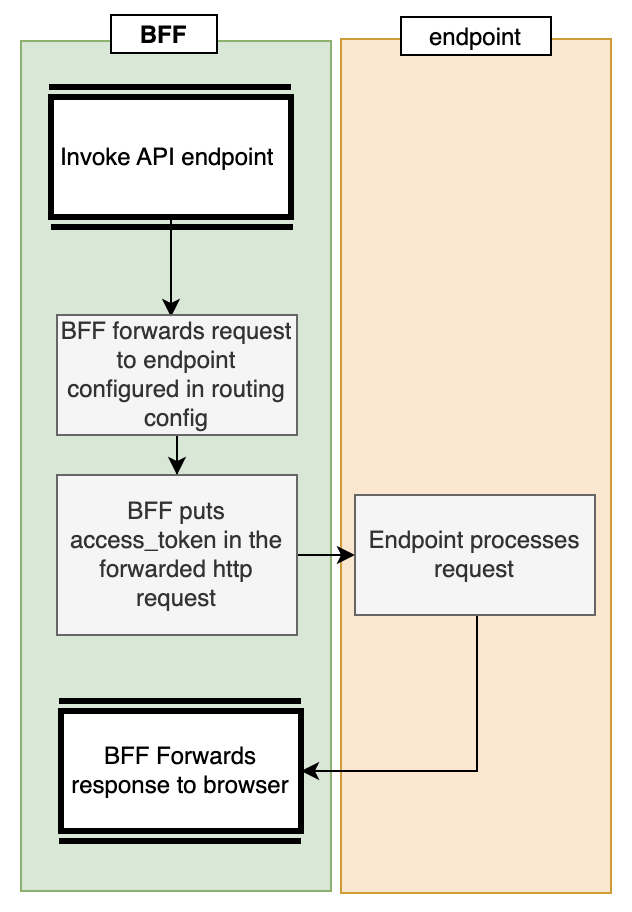 BFF
endpoint
Invoke API endpoint
BFF forwards request
to endpoint
configured in routing
config
BFF puts
access_token in the
forwarded http
request
Endpoint processes
request
BFF Forwards
response to browser